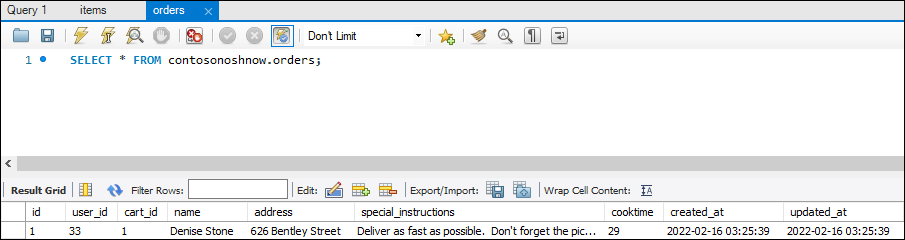 Query 1 items orders
Don't Limit
1 SELECT * FROM contosonoshnow.orders;
Result Grid Filter Rows: Edit: Export/Import: Wrap Cell Content:
id user_id cart_id name address special_instructions cooktime created_at updated_at
1 33 1 Denise Stone 626 Bentley Street Deliver as fast as possible. Don't forget the pic... 29 2022-02-16 03:25:39 2022-02-16 03:25:39